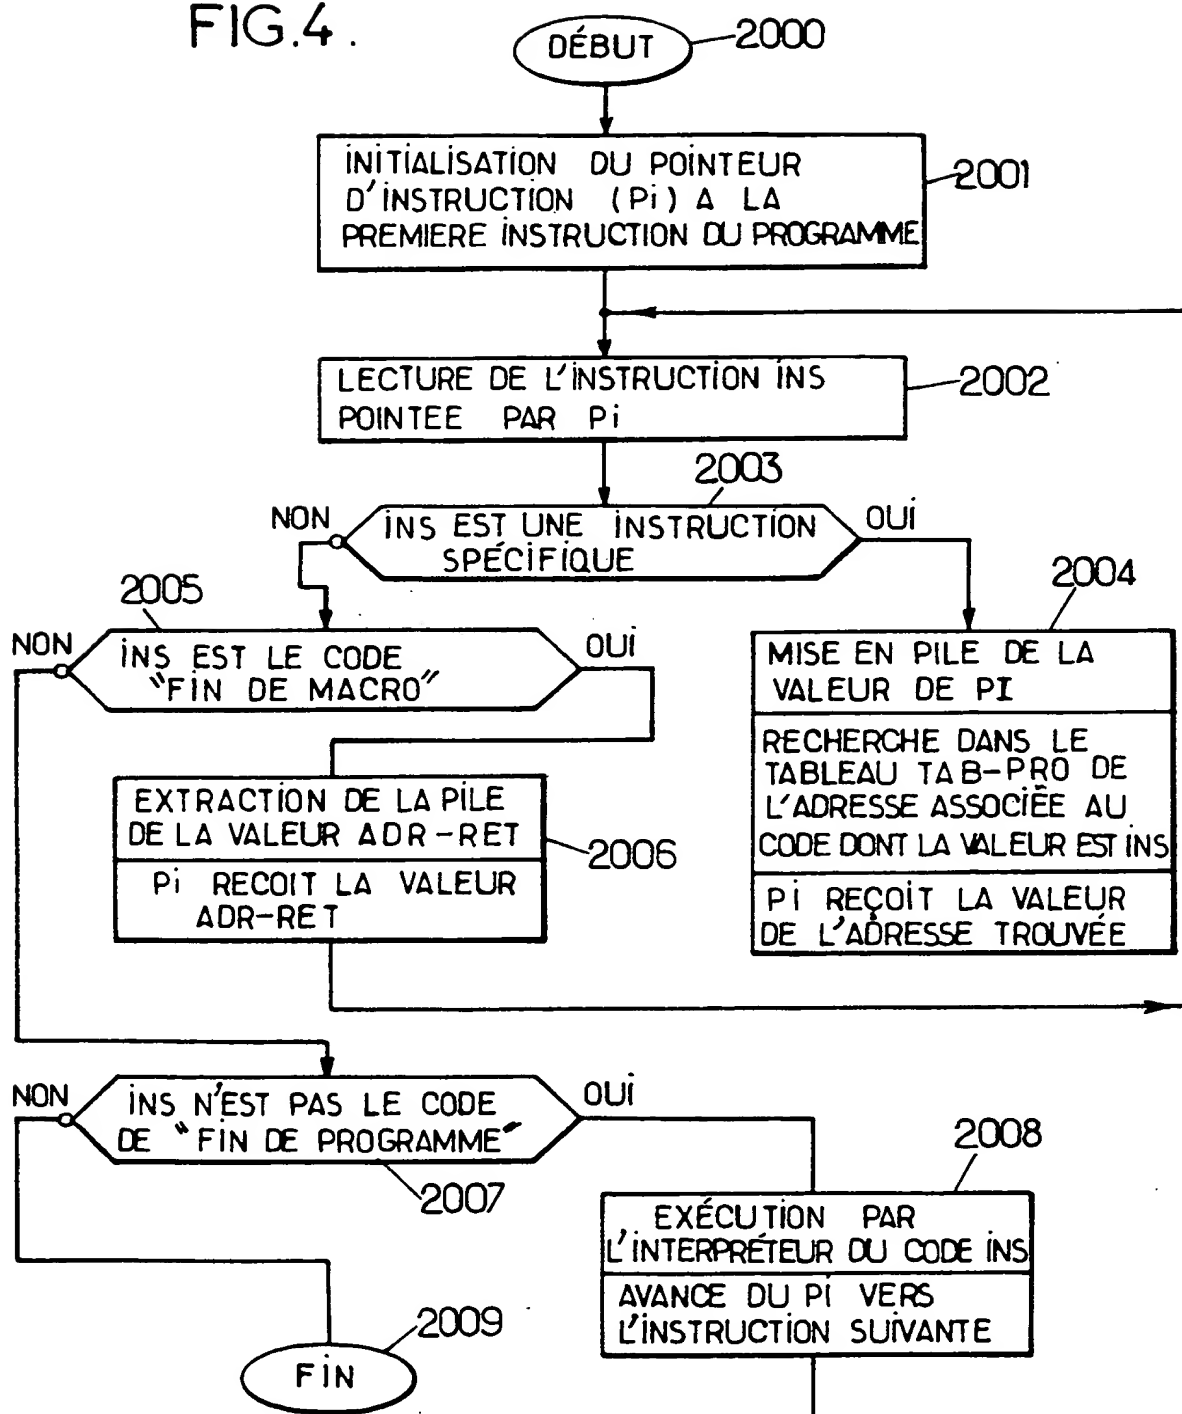 FIG.4.
DÉBUT
2000
INITIALISATION DU POINTEUR
D'INSTRUCTION (Pi) A LA
PREMIERE INSTRUCTION DU PROGRAMME
2001
LECTURE DE L'INSTRUCTION INS
POINTEE PAR Pi
2002
2003
NON
INS EST UNE INSTRUCTION
SPÉCIFIQUE
OUI
2005
NON
INS EST LE CODE
"FIN DE MACRO"
OUI
2004
MISE EN PILE DE LA
VALEUR DE PI
RECHERCHE DANS LE
TABLEAU TAB-PRO DE
L'ADRESSE ASSOCIÉE AU
CODE DONT LA VALEUR EST INS
PI REÇOIT LA VALEUR
DE L'ADRESSE TROUVÉE
EXTRACTION DE LA PILE
DE LA VALEUR ADR-RET
Pi RECOIT LA VALEUR
ADR-RET
2006
NON
INS N'EST PAS LE CODE
DE "FIN DE PROGRAMME"
OUI
2007
2008
EXÉCUTION PAR
L'INTERPRÉTEUR DU CODE INS
AVANCE DU Pi VERS
L'INSTRUCTION SUIVANTE
2009
FIN